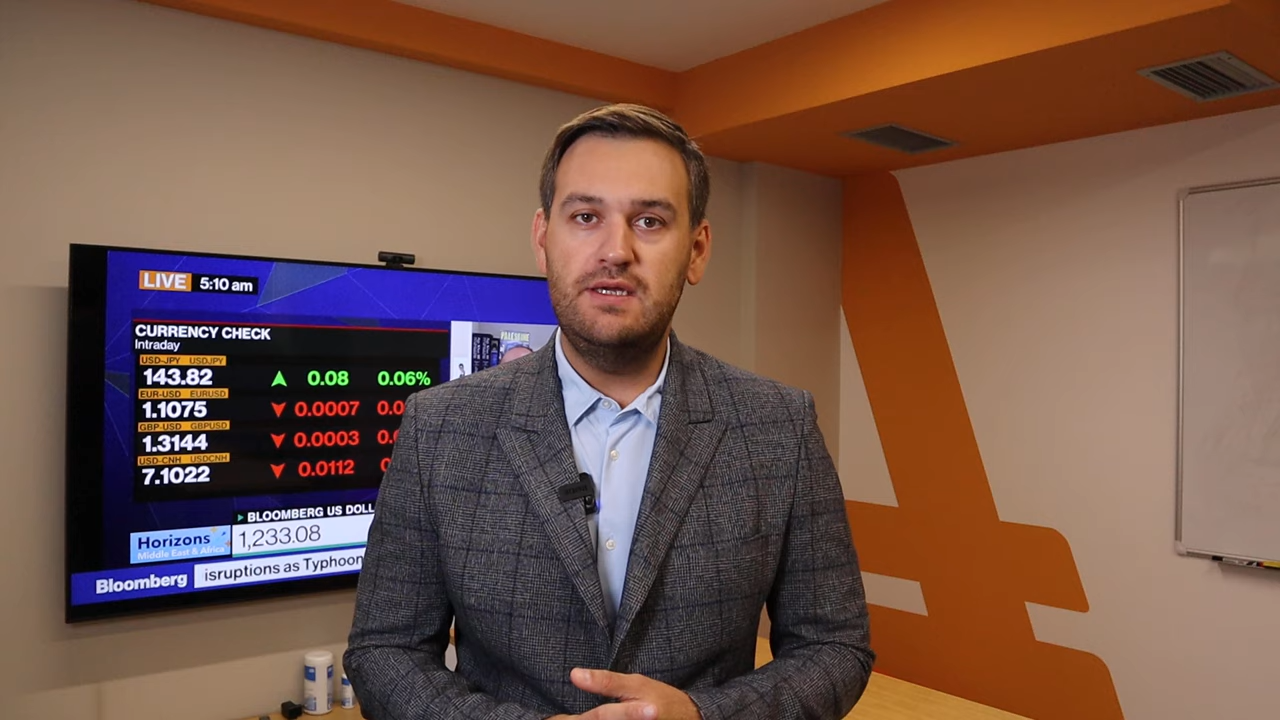 LIVE 5:10 am
CURRENCY CHECK
Intraday
USD-JPY USDJPY
143.82 0.08 0.06%
EUR-USD EURUSD
1.1075 0.0007
GBP-USD GBPUSD
1.3144 0.0003
USD-CNH USDCNH
7.1022 0.0112
BLOOMBERG US DOLL
Horizons
Middle East & Africa
1,233.08
Bloomberg
isruptions as Typhoon